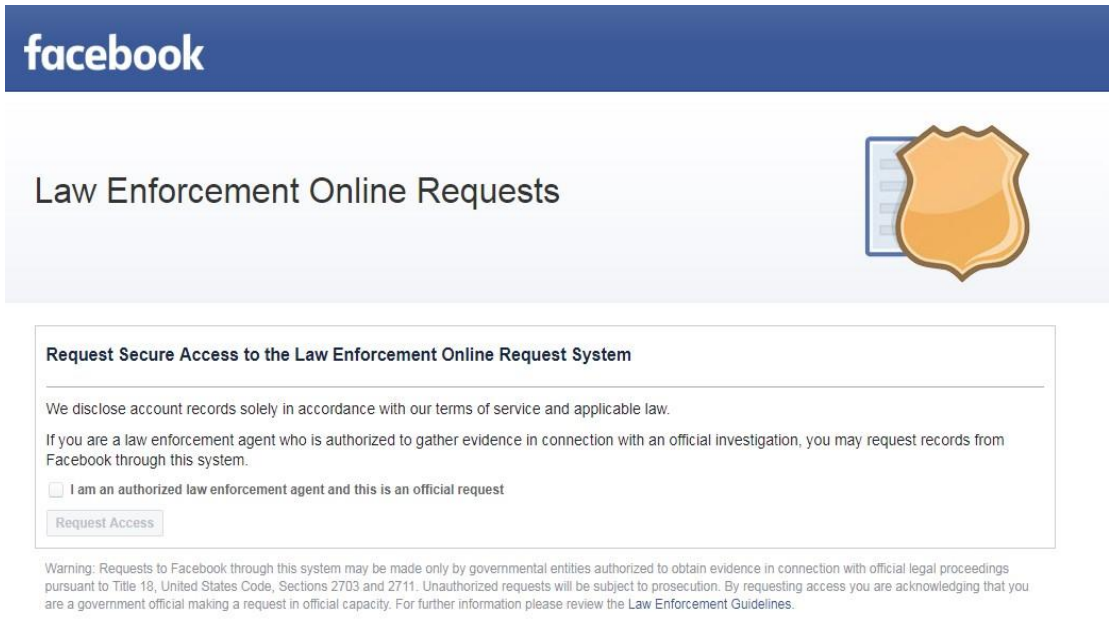 facebook
Law Enforcement Online Requests
Request Secure Access to the Law Enforcement Online Request System
We disclose account records solely in accordance with our terms of service and applicable law.
If you are a law enforcement agent who is authorized to gather evidence in connection with an official investigation, you may request records from
Facebook through this system.
I am an authorized law enforcement agent and this is an official request
Request Access
Warning: Requests to Facebook through this system may be made only by governmental entities authorized to obtain evidence in connection with official legal proceedings
pursuant to Title 18, United States Code, Sections 2703 and 2711. Unauthorized requests will be subject to prosecution. By requesting access you are acknowledging that you
are a government official making a request in official capacity. For further information please review the Law Enforcement Guidelines.